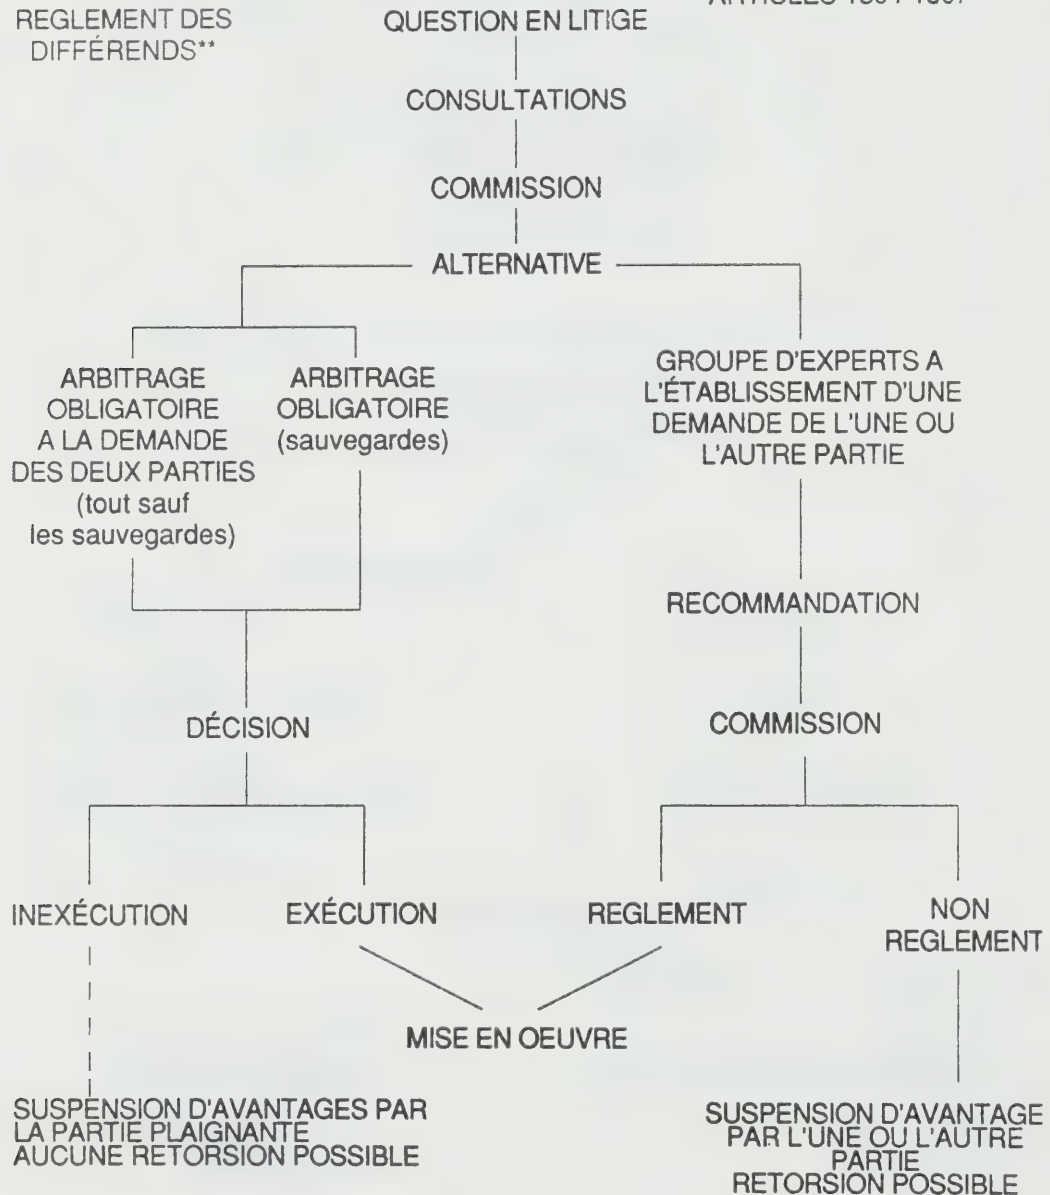 REGLEMENT DES
DIFFÉRENDS**
QUESTION EN LITIGE
CONSULTATIONS
COMMISSION
ALTERNATIVE
ARBITRAGE
OBLIGATOIRE
A LA DEMANDE
DES DEUX PARTIES
(tout sauf
les sauvegardes)
ARBITRAGE
OBLIGATOIRE
(sauvegardes)
GROUPE D'EXPERTS A
L'ÉTABLISSEMENT D'UNE
DEMANDE DE L'UNE OU
L'AUTRE PARTIE
RECOMMANDATION
DÉCISION
COMMISSION
INEXÉCUTION
EXÉCUTION
REGLEMENT
NON
REGLEMENT
MISE EN OEUVRE
SUSPENSION D'AVANTAGES PAR
LA PARTIE PLAIGNANTE
AUCUNE RETORSION POSSIBLE
SUSPENSION D'AVANTAGE
PAR L'UNE OU L'AUTRE
PARTIE
RETORSION POSSIBLE